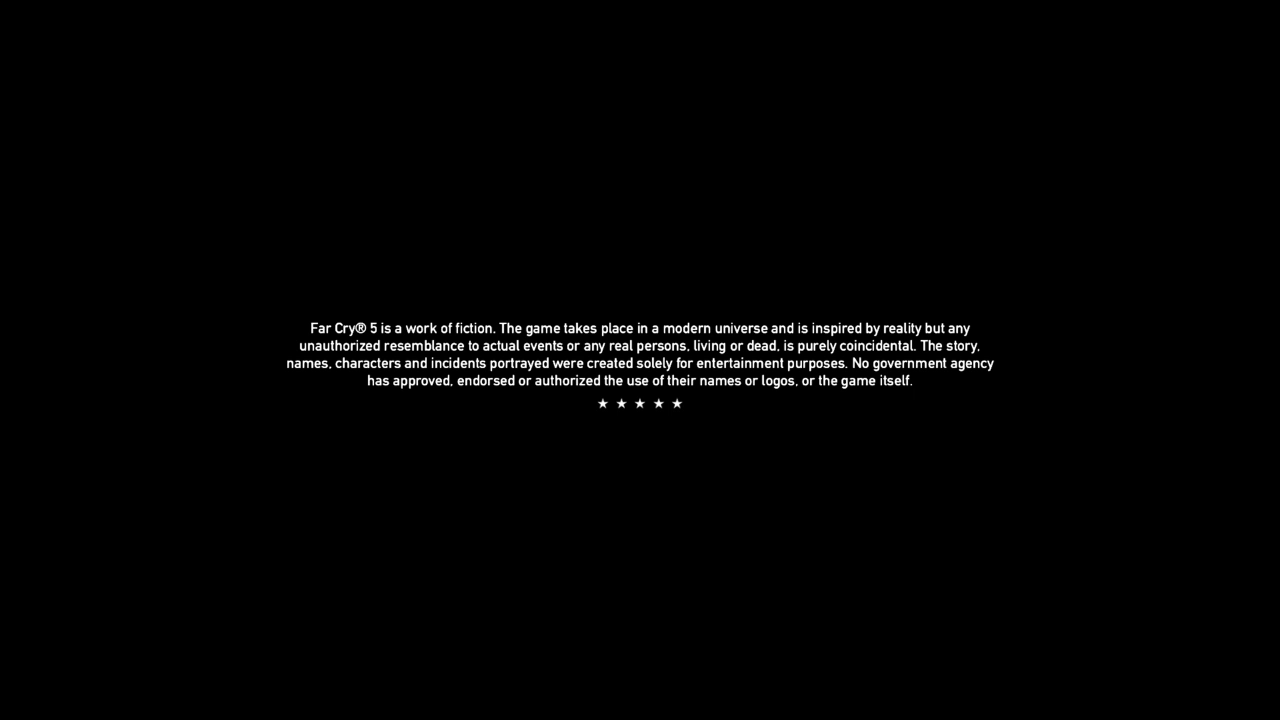 Far Cry® 5 is a work of fiction. The game takes place in a modern universe and is inspired by reality but any
unauthorized resemblance to actual events or any real persons, living or dead, is purely coincidental. The story,
names, characters and incidents portrayed were created solely for entertainment purposes. No government agency
has approved, endorsed or authorized the use of their names or logos, or the game itself.
★ ★ ★ ★ ★